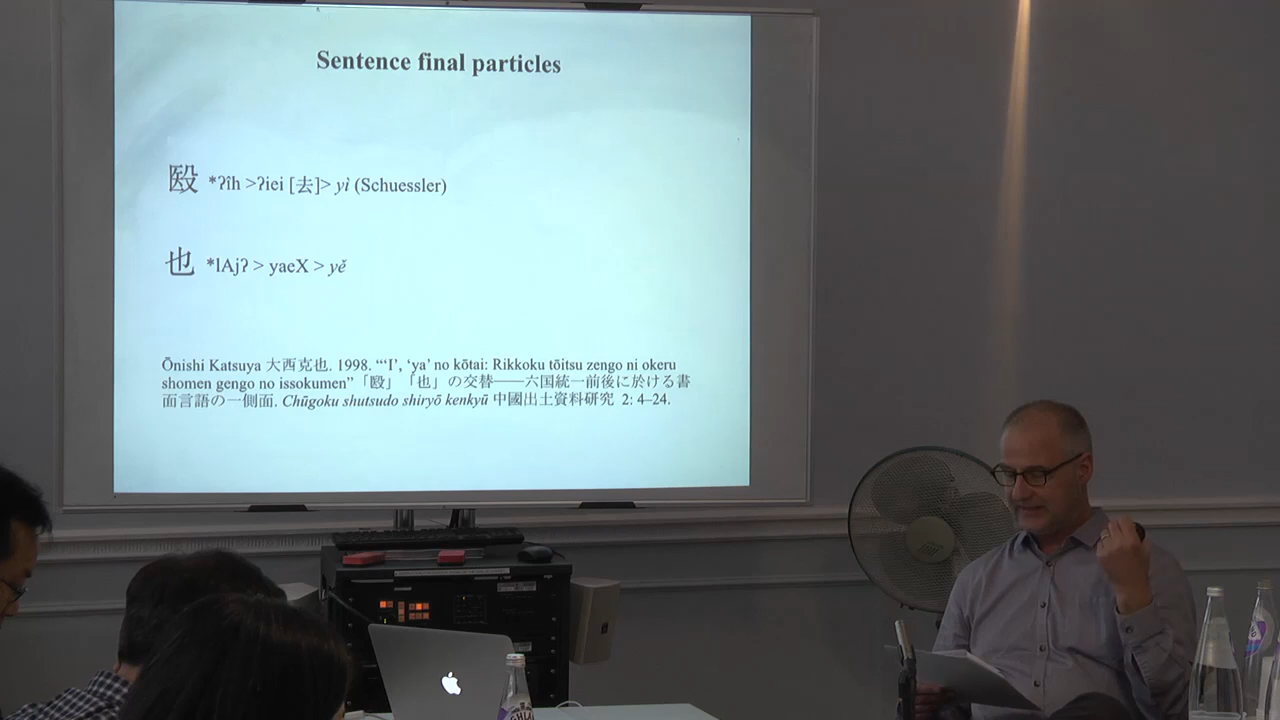 Sentence final particles
殹 *ʔîh >ʔiei [去]> yì (Schuessler)
也 *lAjʔ > yaeX > yě
Ōnishi Katsuya 大西克也. 1998. “‘I’, ‘ya’ no kōtai: Rikkoku tōitsu zengo ni okeru
shomen gengo no issokumen” 「殹」「也」の交替——六国統一前後に於ける書
面言語の一側面. Chūgoku shutsudo shiryō kenkyū 中國出土資料研究 2: 4–24.